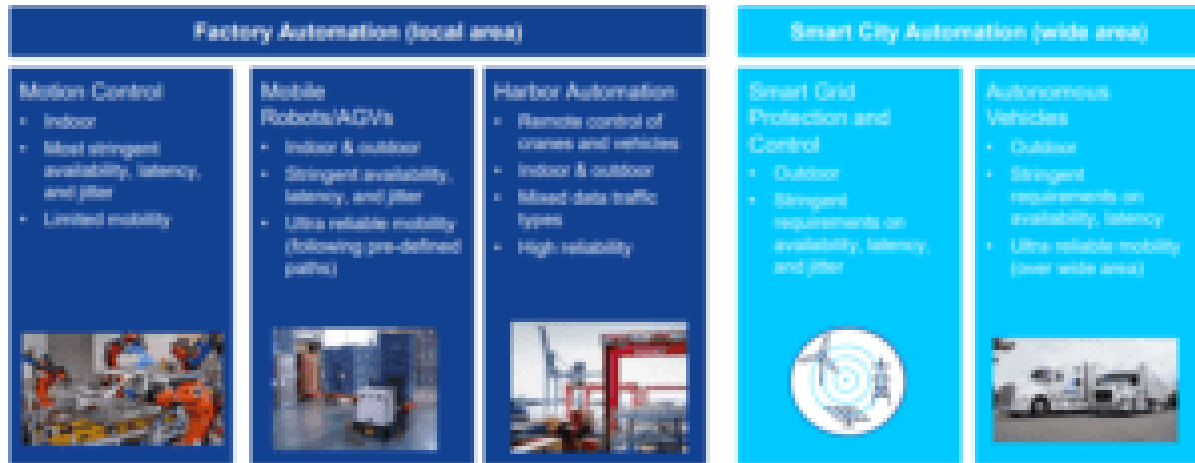 Factory Automation (local area)
Motion Control
• Indoor
• Most stringent
availability, latency,
and jitter
• Limited mobility
Mobile
Robots/AGVs
• Indoor & outdoor
• Stringent availability,
latency, and jitter
• Ultra reliable mobility
(following pre-defined
paths)
Harbor Automation
• Remote control of
cranes and vehicles
• Indoor & outdoor
• Mixed data traffic
types
• High reliability
Smart City Automation (wide area)
Smart Grid
Protection and
Control
• Outdoor
• Stringent
requirements on
availability, latency,
and jitter
Autonomous
Vehicles
• Outdoor
• Stringent
requirements on
availability, latency
• Ultra reliable mobility
(over wide area)